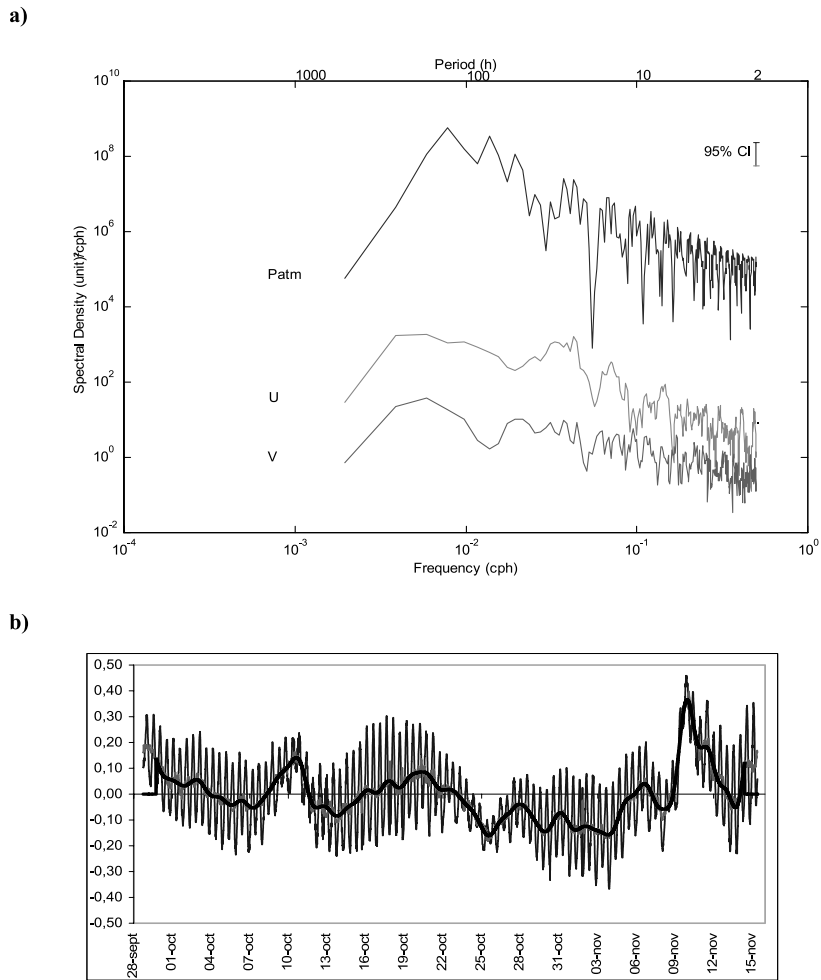 a)
Period (h)
1000 100 10 2
10^10
10^8
10^6
10^4
10^2
10^0
10^-2
Spectral Density (unit)²/cph)
95% CI
Patm
U
V
10^-4 10^-3 10^-2 10^-1 10^0
Frequency (cph)
b)
0,50
0,40
0,30
0,20
0,10
0,00
-0,10
-0,20
-0,30
-0,40
-0,50
28-sept
01-oct
04-oct
07-oct
10-oct
13-oct
16-oct
19-oct
22-oct
25-oct
28-oct
31-oct
03-nov
06-nov
09-nov
12-nov
15-nov